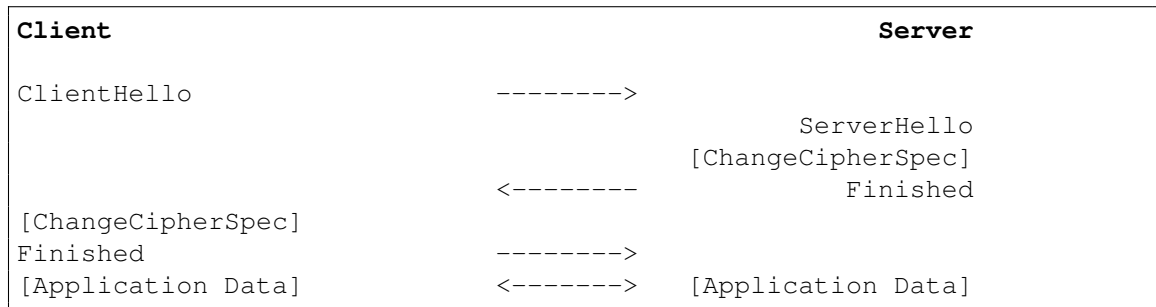 Client Server
ClientHello -------->
ServerHello
[ChangeCipherSpec]
<-------- Finished
[ChangeCipherSpec]
Finished -------->
[Application Data] <-------> [Application Data]